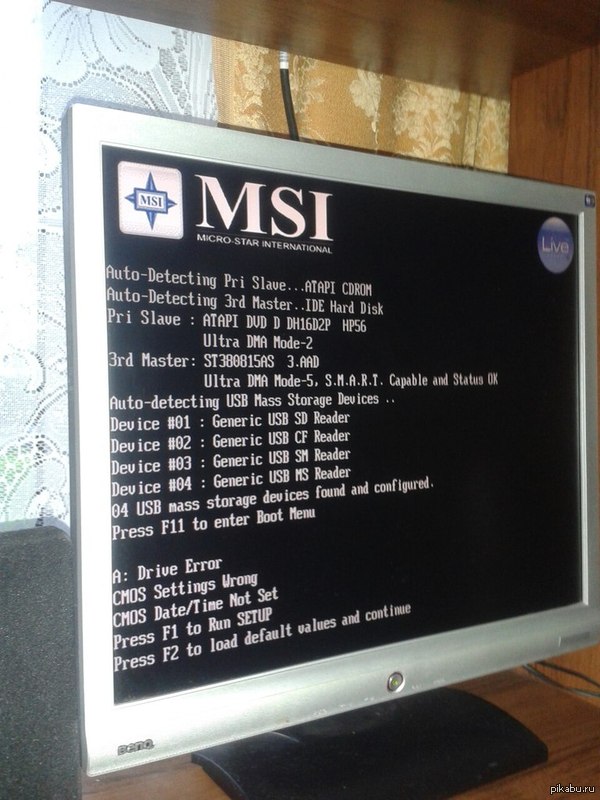 MSI
MSI
MICRO-STAR INTERNATIONAL
Live
Auto-Detecting Pri Slave...ATAPI CDROM
Auto-Detecting 3rd Master..IDE Hard Disk
Pri Slave : ATAPI DVD D DH16D2P HP56
Ultra DMA Mode-2
3rd Master: ST380815AS 3.AAD
Ultra DMA Mode-5, S.M.A.R.T. Capable and Status OK
Auto-detecting USB Mass Storage Devices ..
Device #01 : Generic USB SD Reader
Device #02 : Generic USB CF Reader
Device #03 : Generic USB SM Reader
Device #04 : Generic USB MS Reader
04 USB mass storage devices found and configured.
Press F11 to enter Boot Menu
A: Drive Error
CMOS Settings Wrong
CMOS Date/Time Not Set
Press F1 to Run SETUP
Press F2 to load default values and continue
BenQ
pikabu.ru